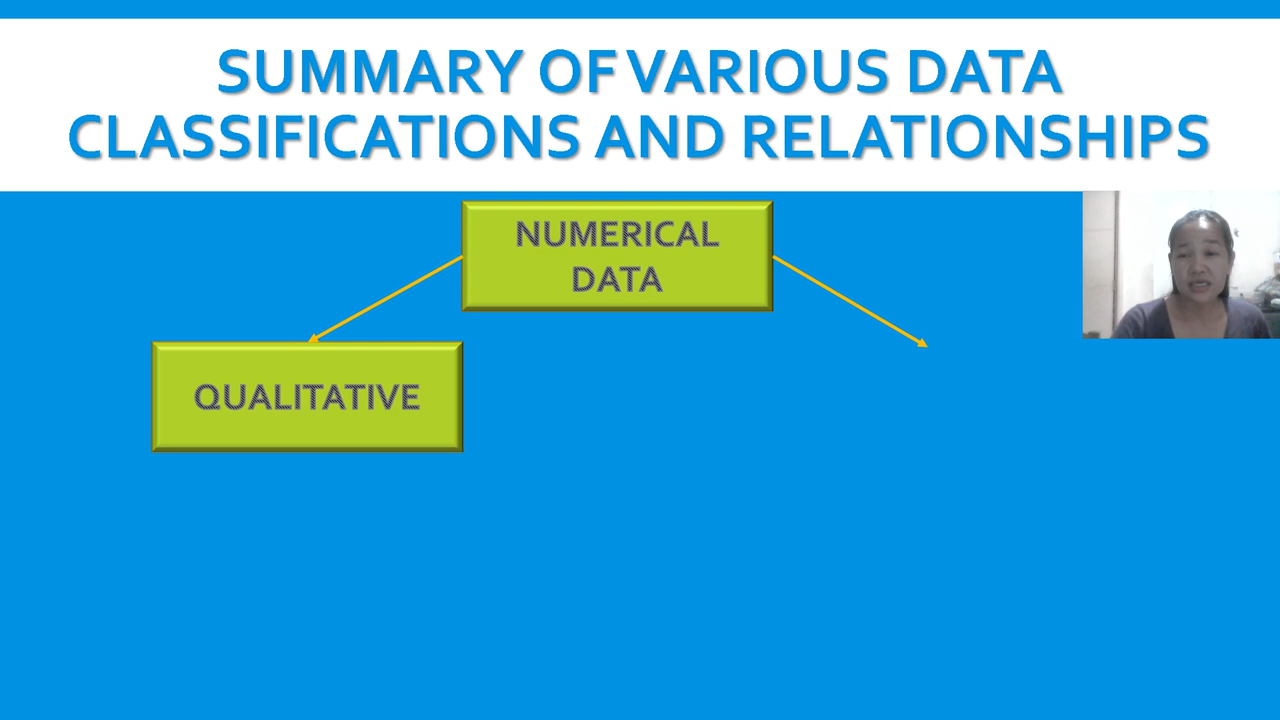 SUMMARY OF VARIOUS DATA
CLASSIFICATIONS AND RELATIONSHIPS
NUMERICAL
DATA
QUALITATIVE